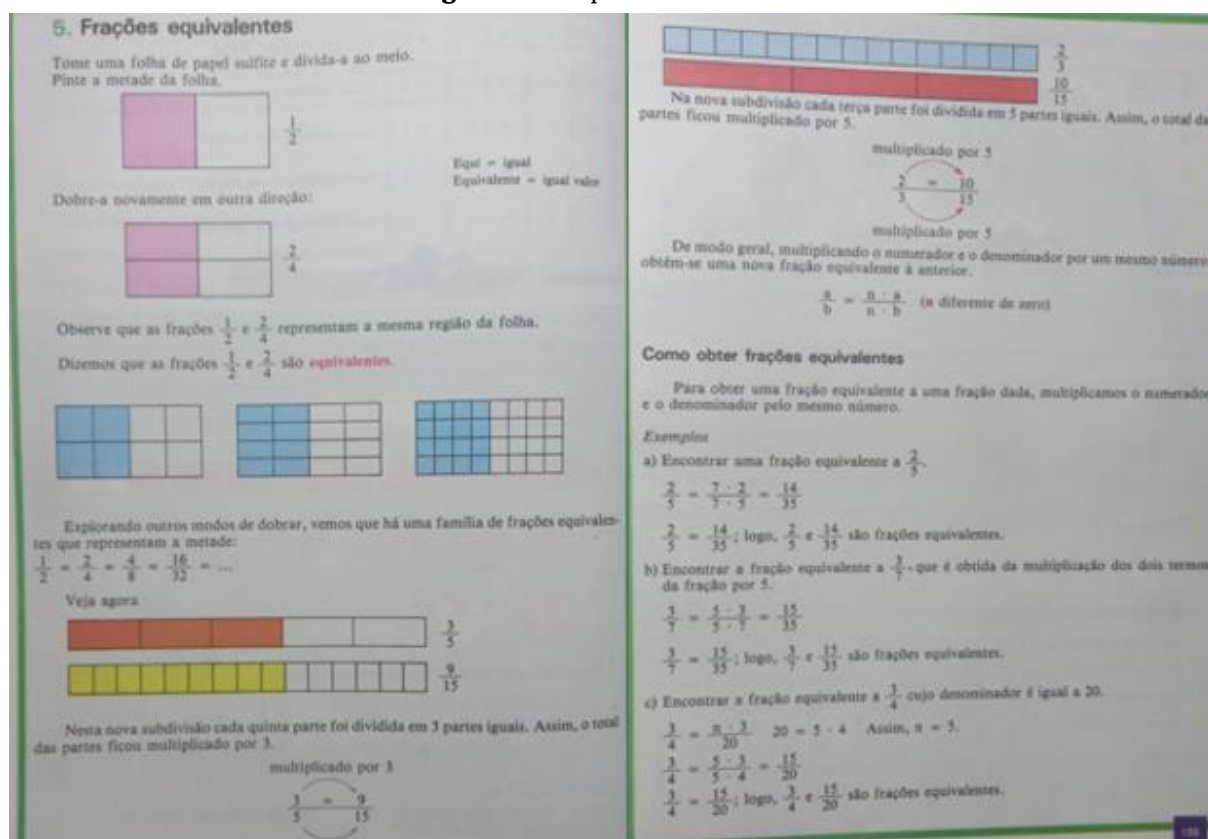 5. Frações equivalentes
Tome uma folha de papel sulfite e divida-a ao meio.
Pinte a metade da folha.
1/2
Equi = igual
Equivalente = igual valor
Dobre-a novamente em outra direção:
2/4
Observe que as frações 1/2 e 2/4 representam a mesma região da folha.
Dizemos que as frações 1/2 e 2/4 são equivalentes.
Explorando outros modos de dobrar, vemos que há uma família de frações equivalen-
tes que representam a metade:
1/2 = 2/4 = 4/8 = 16/32 = ...
Veja agora
3/5
9/15
Nesta nova subdivisão cada quinta parte foi dividida em 3 partes iguais. Assim, o total
das partes ficou multiplicado por 3.
multiplicado por 3
3/5 = 9/15
2/3
10/15
Na nova subdivisão cada terça parte foi dividida em 5 partes iguais. Assim, o total da
partes ficou multiplicado por 5.
multiplicado por 5
2/3 = 10/15
multiplicado por 5
De modo geral, multiplicando o numerador e o denominador por um mesmo número
obtém-se uma nova fração equivalente à anterior.
a/b = n · a/n · b (n diferente de zero)
Como obter frações equivalentes
Para obter uma fração equivalente a uma fração dada, multiplicamos o numerador
e o denominador pelo mesmo número.
Exemplos
a) Encontrar uma fração equivalente a 2/5.
2/5 = 7 · 2/7 · 5 = 14/35
2/5 = 14/35; logo, 2/5 e 14/35 são frações equivalentes.
b) Encontrar a fração equivalente a 3/7 que é obtida da multiplicação dos dois termos
da fração por 5.
3/7 = 5 · 3/5 · 7 = 15/35
3/7 = 15/35; logo, 3/7 e 15/35 são frações equivalentes.
c) Encontrar a fração equivalente a 3/4 cujo denominador é igual a 20.
3/4 = n · 3/20 20 = 5 · 4 Assim, n = 5.
3/4 = 5 · 3/5 · 4 = 15/20
3/4 = 15/20; logo, 3/4 e 15/20 são frações equivalentes.